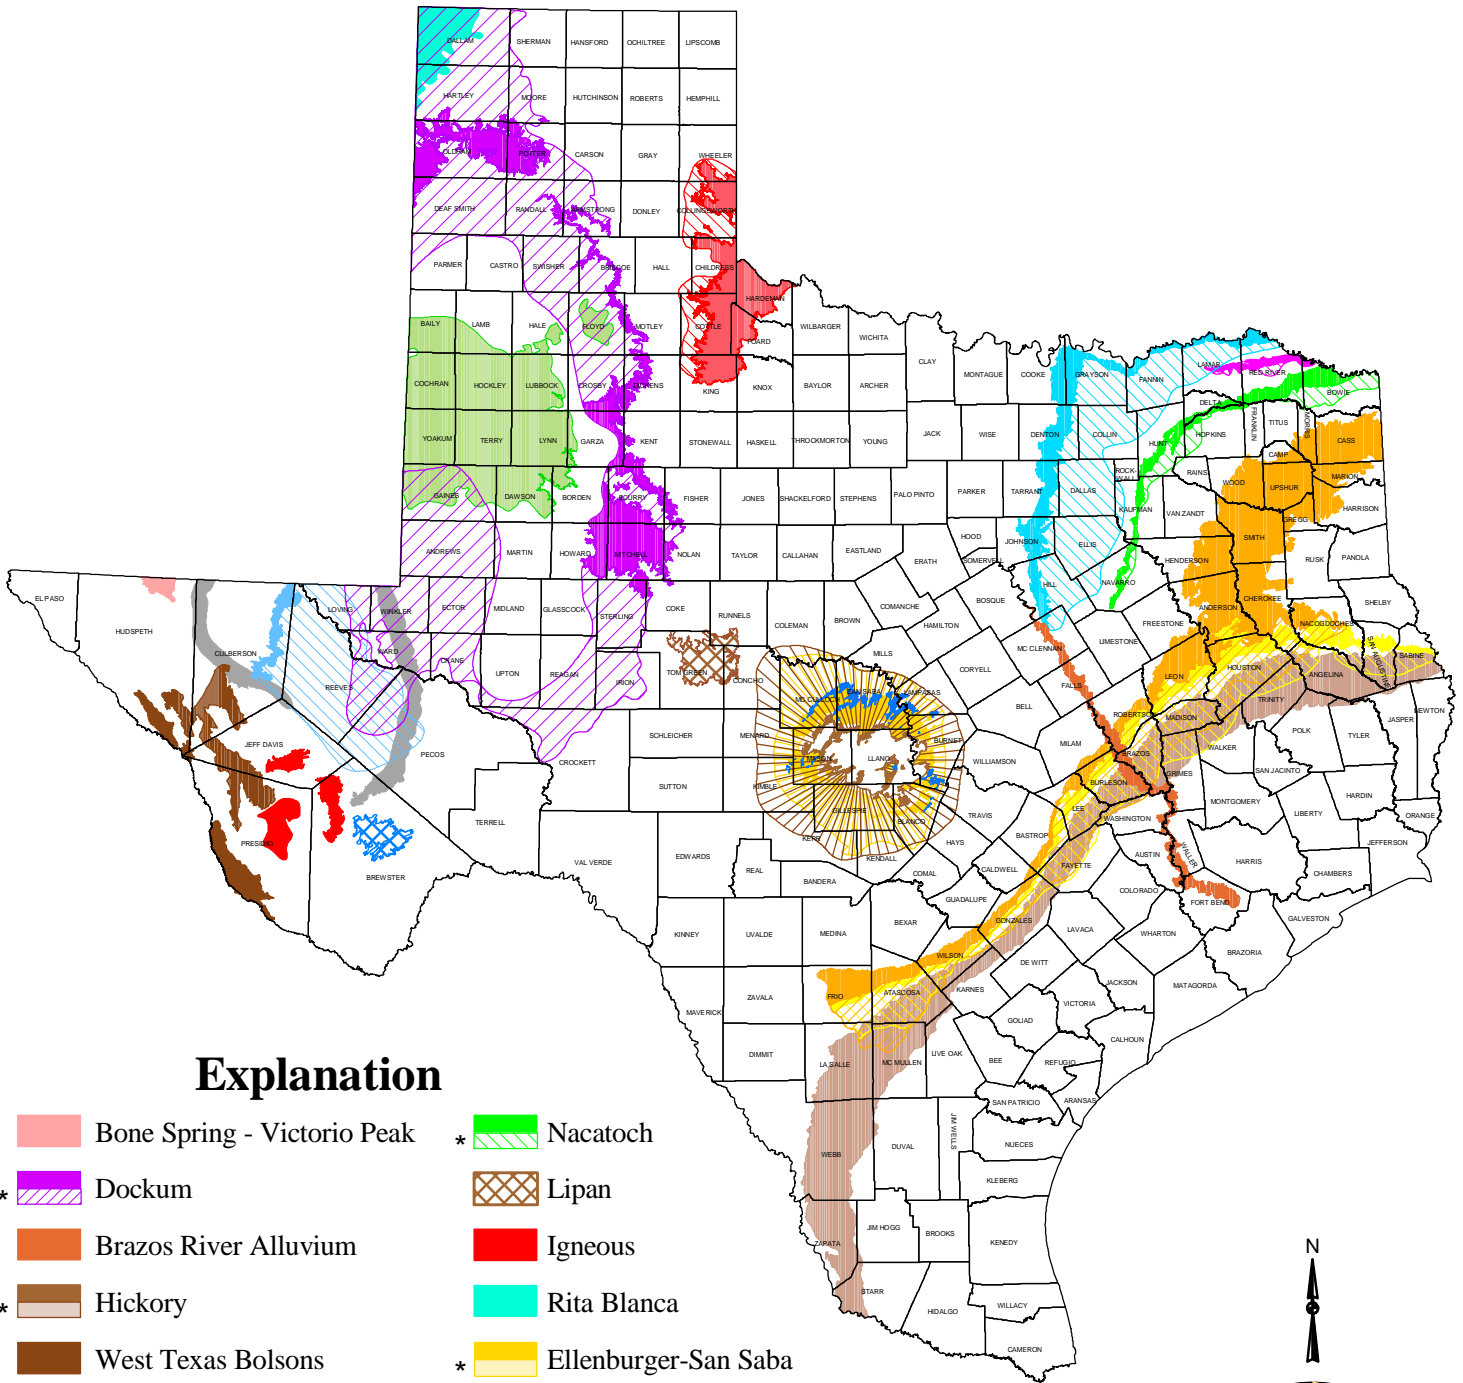 DALLAM SHERMAN HANSFORD OCHILTREE LIPSCOMB
HARTLEY MOORE HUTCHINSON ROBERTS HEMPHILL
OLDHAM POTTER CARSON GRAY WHEELER
DEAF SMITH RANDALL ARMSTRONG DONLEY COLLINGSWORTH
PARMER CASTRO SWISHER BRISCOE HALL CHILDRESS
HARDEMAN
BAILY LAMB HALE FLOYD MOTLEY COTTLE FOARD WILBARGER WICHITA
CLAY MONTAGUE COOKE GRAYSON FANNIN LAMAR RED RIVER BOWIE
COCHRAN HOCKLEY LUBBOCK CROSBY DICKENS KING KNOX BAYLOR ARCHER
DELTA FRANKLIN TITUS MORRIS CASS
YOAKUM TERRY LYNN GARZA KENT STONEWALL HASKELL THROCKMORTON YOUNG JACK WISE DENTON COLLIN HUNT HOPKINS
CAMP RAINS WOOD UPSHUR MARION
GAINES DAWSON BORDEN SCURRY FISHER JONES SHACKELFORD STEPHENS PALO PINTO PARKER TARRANT DALLAS ROCK-
WALL
KAUFMAN VAN ZANDT GREGG HARRISON
ANDREWS MARTIN HOWARD MITCHELL NOLAN TAYLOR CALLAHAN EASTLAND ERATH HOOD SOMERVELL JOHNSON ELLIS HENDERSON SMITH RUSK PANOLA
EL PASO HUDSPETH CULBERSON LOVING WINKLER ECTOR MIDLAND GLASSCOCK STERLING COKE RUNNELS COLEMAN BROWN COMANCHE HAMILTON BOSQUE HILL NAVARRO ANDERSON CHEROKEE SHELBY
REEVES WARD CRANE UPTON REAGAN IRION TOM GREEN CONCHO MC CULLOCH SAN SABA MILLS LAMPASAS CORYELL MC CLENNAN LIMESTONE FREESTONE NACOGDOCHES SAN AUGUSTINE SABINE
JEFF DAVIS PECOS CROCKETT SCHLEICHER MENARD MASON LLANO BURNET BELL FALLS ROBERTSON LEON HOUSTON ANGELINA TRINITY
SUTTON KIMBLE GILLESPIE BLANCO WILLIAMSON MILAM BRAZOS MADISON WALKER POLK TYLER JASPER NEWTON
PRESIDIO BREWSTER TERRELL VAL VERDE EDWARDS REAL KERR KENDALL HAYS TRAVIS BASTROP LEE BURLESON GRIMES WASHINGTON MONTGOMERY SAN JACINTO LIBERTY HARDIN ORANGE JEFFERSON
BANDERA COMAL CALDWELL FAYETTE AUSTIN WALLER HARRIS CHAMBERS
KINNEY UVALDE MEDINA BEXAR GUADALUPE GONZALES COLORADO FORT BEND GALVESTON
LAVACA WHARTON BRAZORIA
MAVERICK ZAVALA FRIO ATASCOSA WILSON KARNES DE WITT JACKSON MATAGORDA
VICTORIA GOLIAD CALHOUN
DIMMIT LA SALLE MC MULLEN LIVE OAK BEE REFUGIO
SAN PATRICIO ARANSAS
WEBB DUVAL JIM WELLS NUECES
KLEBERG
ZAPATA JIM HOGG BROOKS KENEDY
STARR HIDALGO WILLACY
CAMERON
Explanation
Bone Spring - Victorio Peak
* Dockum
Brazos River Alluvium
* Hickory
West Texas Bolsons
* Nacatoch
Lipan
Igneous
Rita Blanca
* Ellenburger-San Saba
N